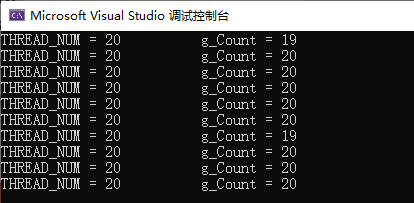 Microsoft Visual Studio 调试控制台
THREAD_NUM = 20 g_Count = 19
THREAD_NUM = 20 g_Count = 20
THREAD_NUM = 20 g_Count = 20
THREAD_NUM = 20 g_Count = 20
THREAD_NUM = 20 g_Count = 20
THREAD_NUM = 20 g_Count = 20
THREAD_NUM = 20 g_Count = 19
THREAD_NUM = 20 g_Count = 20
THREAD_NUM = 20 g_Count = 20
THREAD_NUM = 20 g_Count = 20